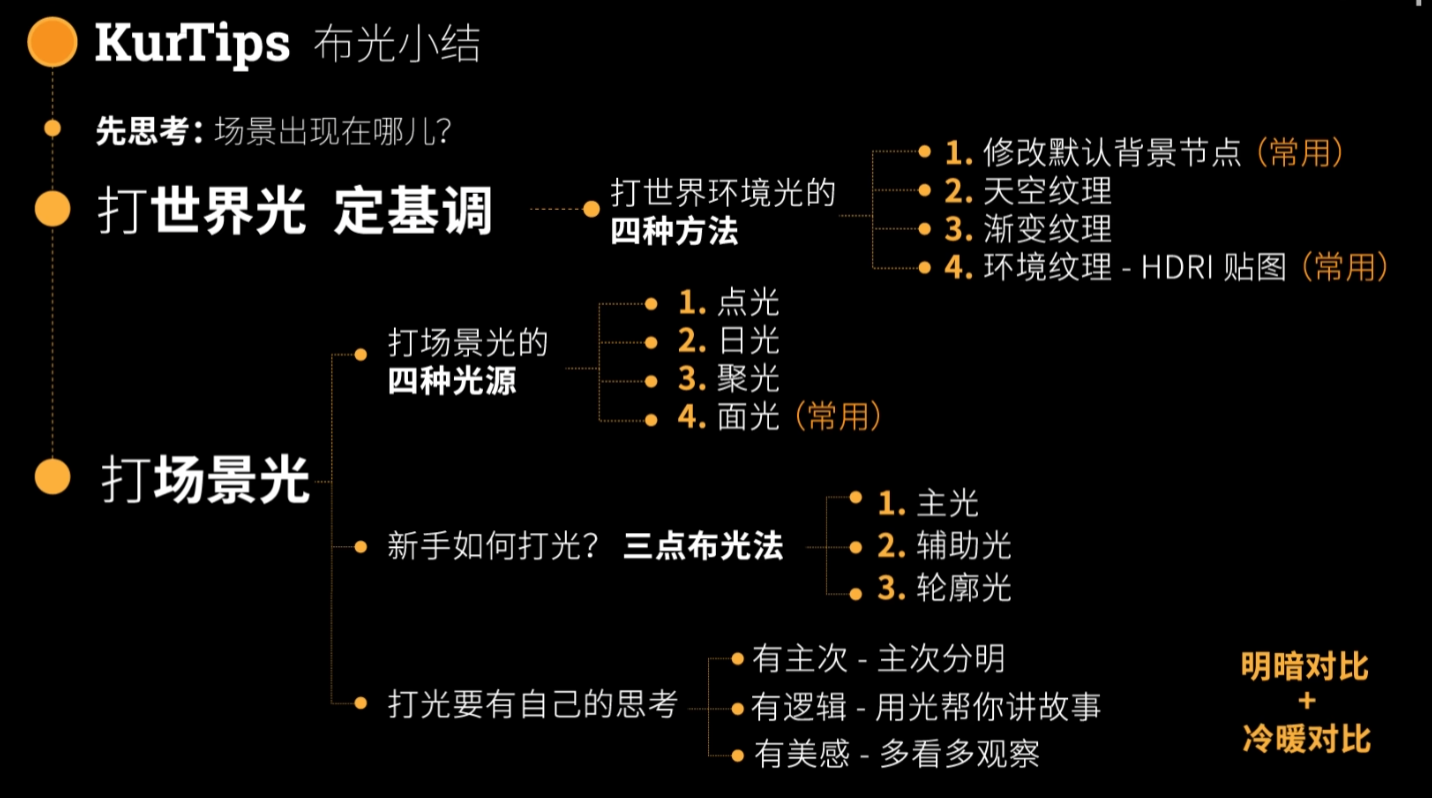 KurTips 布光小结
先思考：场景出现在哪儿？
打世界光 定基调
打世界环境光的
四种方法
1. 修改默认背景节点（常用）
2. 天空纹理
3. 渐变纹理
4. 环境纹理 - HDRI 贴图（常用）
打场景光
打场景光的
四种光源
1. 点光
2. 日光
3. 聚光
4. 面光（常用）
新手如何打光？ 三点布光法
1. 主光
2. 辅助光
3. 轮廓光
打光要有自己的思考
有主次 - 主次分明
有逻辑 - 用光帮你讲故事
有美感 - 多看多观察
明暗对比
+
冷暖对比